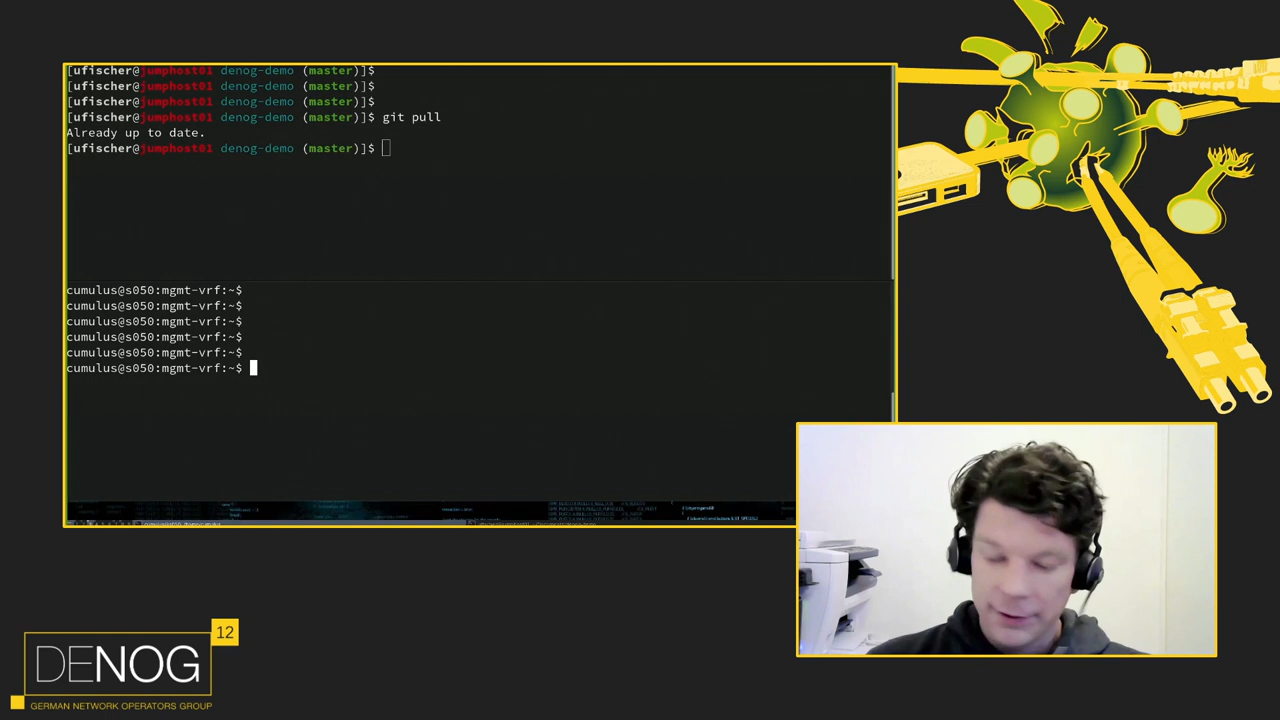 [ufischer@jumphost01 denog-demo (master)]$
[ufischer@jumphost01 denog-demo (master)]$
[ufischer@jumphost01 denog-demo (master)]$
[ufischer@jumphost01 denog-demo (master)]$ git pull
Already up to date.
[ufischer@jumphost01 denog-demo (master)]$
cumulus@s050:mgmt-vrf:~$
cumulus@s050:mgmt-vrf:~$
cumulus@s050:mgmt-vrf:~$
cumulus@s050:mgmt-vrf:~$
cumulus@s050:mgmt-vrf:~$
cumulus@s050:mgmt-vrf:~$
12
DENOG
GERMAN NETWORK OPERATORS GROUP